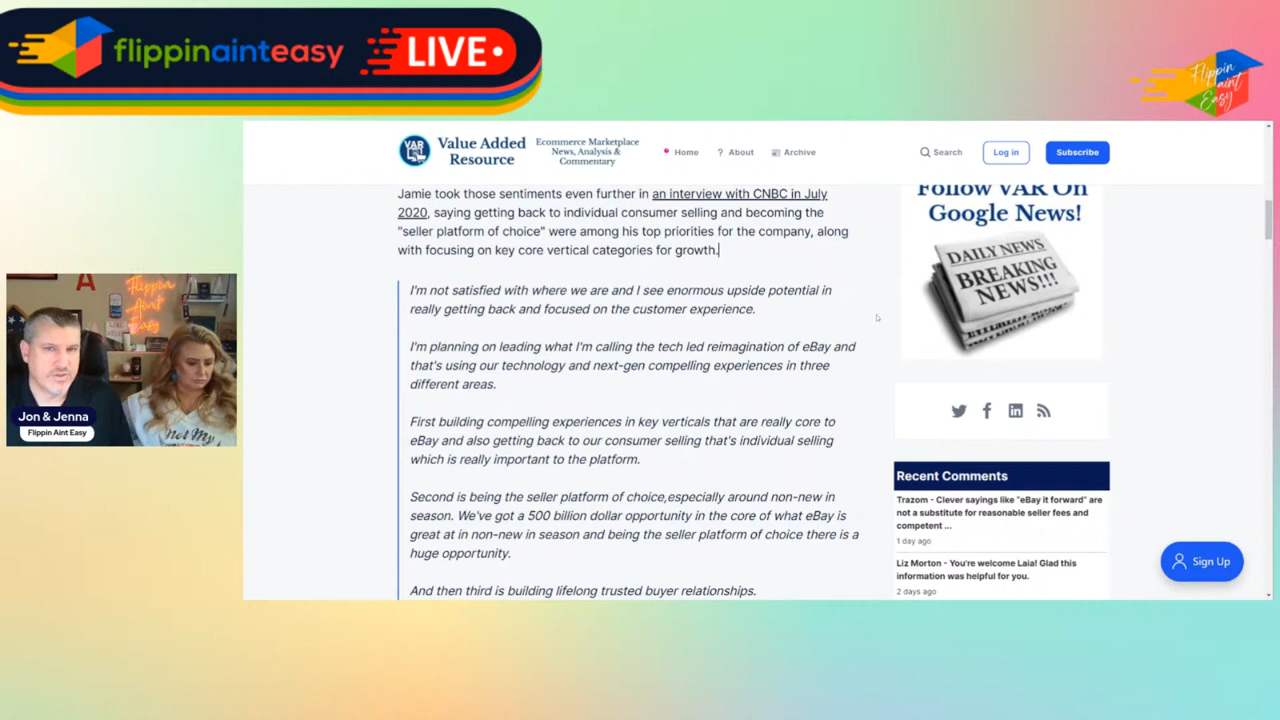 flippinainteasy LIVE
Flippin
aint
Easy
VAR
Value Added
Resource
Ecommerce Marketplace
News, Analysis &
Commentary
Home
? About
Archive
Search
Log in
Subscribe
Jamie took those sentiments even further in an interview with CNBC in July
2020, saying getting back to individual consumer selling and becoming the
"seller platform of choice" were among his top priorities for the company, along
with focusing on key core vertical categories for growth.
I'm not satisfied with where we are and I see enormous upside potential in
really getting back and focused on the customer experience.
I'm planning on leading what I'm calling the tech led reimagination of eBay and
that's using our technology and next-gen compelling experiences in three
different areas.
First building compelling experiences in key verticals that are really core to
eBay and also getting back to our consumer selling that's individual selling
which is really important to the platform.
Second is being the seller platform of choice,especially around non-new in
season. We've got a 500 billion dollar opportunity in the core of what eBay is
great at in non-new in season and being the seller platform of choice there is a
huge opportunity.
And then third is building lifelong trusted buyer relationships.
Follow VAR On
Google News!
DAILY NEWS
BREAKING
NEWS!!!
Recent Comments
Trazom - Clever sayings like "eBay it forward" are
not a substitute for reasonable seller fees and
competent ...
1 day ago
Liz Morton - You're welcome Laia! Glad this
information was helpful for you.
2 days ago
Sign Up
A
Flippin
Aint
Easy
Not My
Jon & Jenna
Flippin Aint Easy